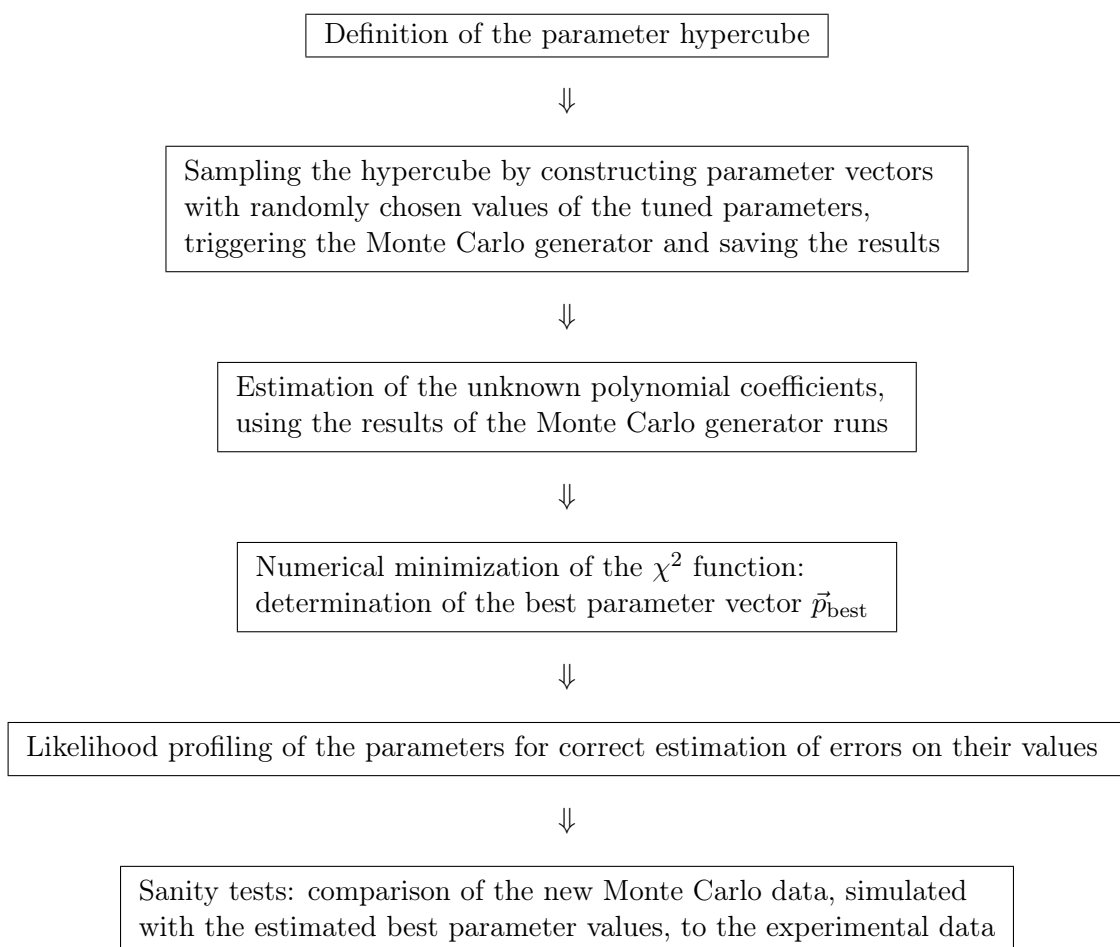 Definition of the parameter hypercube
⇓
Sampling the hypercube by constructing parameter vectors
with randomly chosen values of the tuned parameters,
triggering the Monte Carlo generator and saving the results
⇓
Estimation of the unknown polynomial coefficients,
using the results of the Monte Carlo generator runs
⇓
Numerical minimization of the χ² function:
determination of the best parameter vector p⃗_best
⇓
Likelihood profiling of the parameters for correct estimation of errors on their values
⇓
Sanity tests: comparison of the new Monte Carlo data, simulated
with the estimated best parameter values, to the experimental data